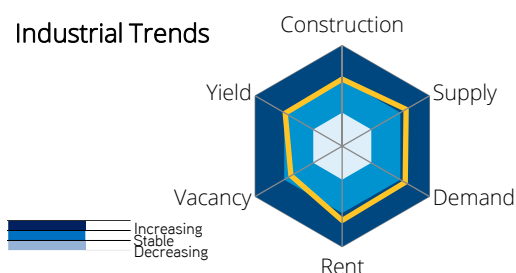 Industrial Trends
Construction
Yield
Supply
Vacancy
Demand
Rent
Increasing
Stable
Decreasing